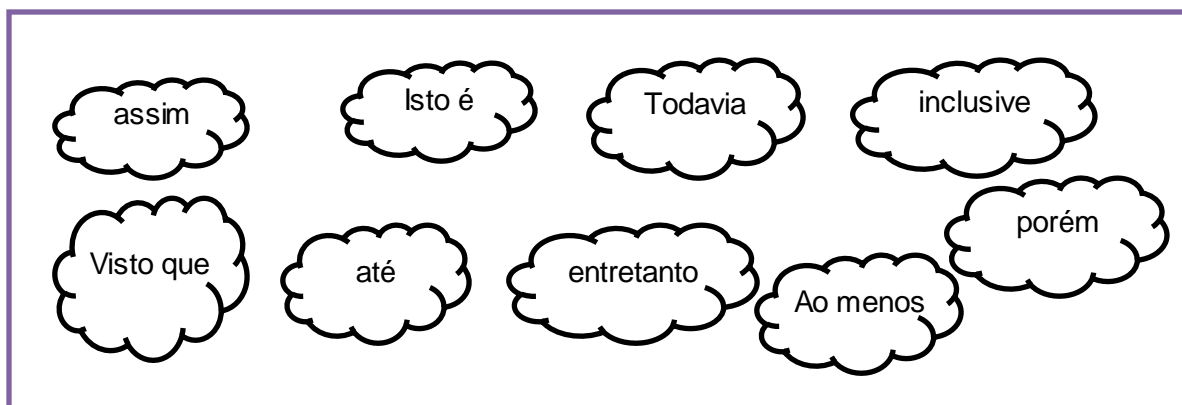 assim
Isto é
Todavia
inclusive
Visto que
até
entretanto
Ao menos
porém